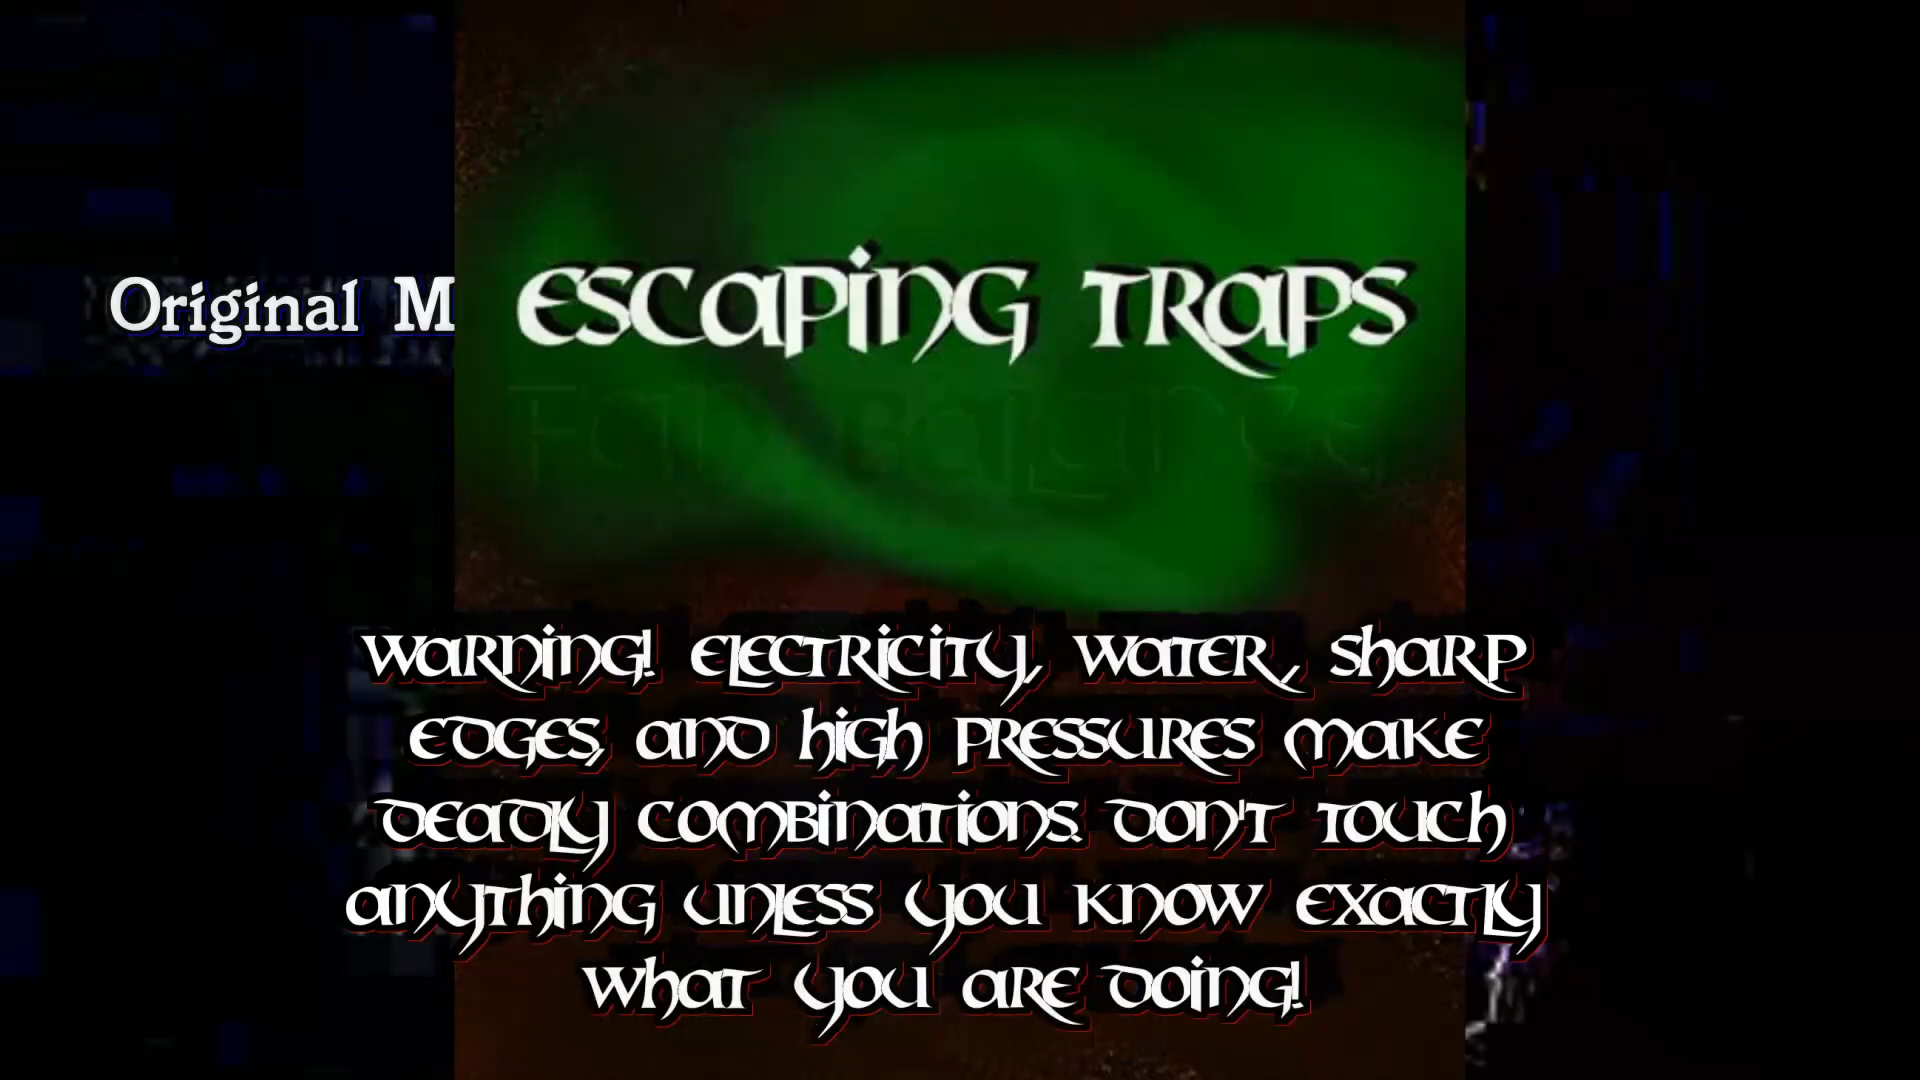 Original M
ESCAPING TRAPS
WARNING! ELECTRICITY, WATER, SHARP
EDGES, AND HIGH PRESSURES MAKE
DEADLY COMBINATIONS. DON'T TOUCH
ANYTHING UNLESS YOU KNOW EXACTLY
WHAT YOU ARE DOING!